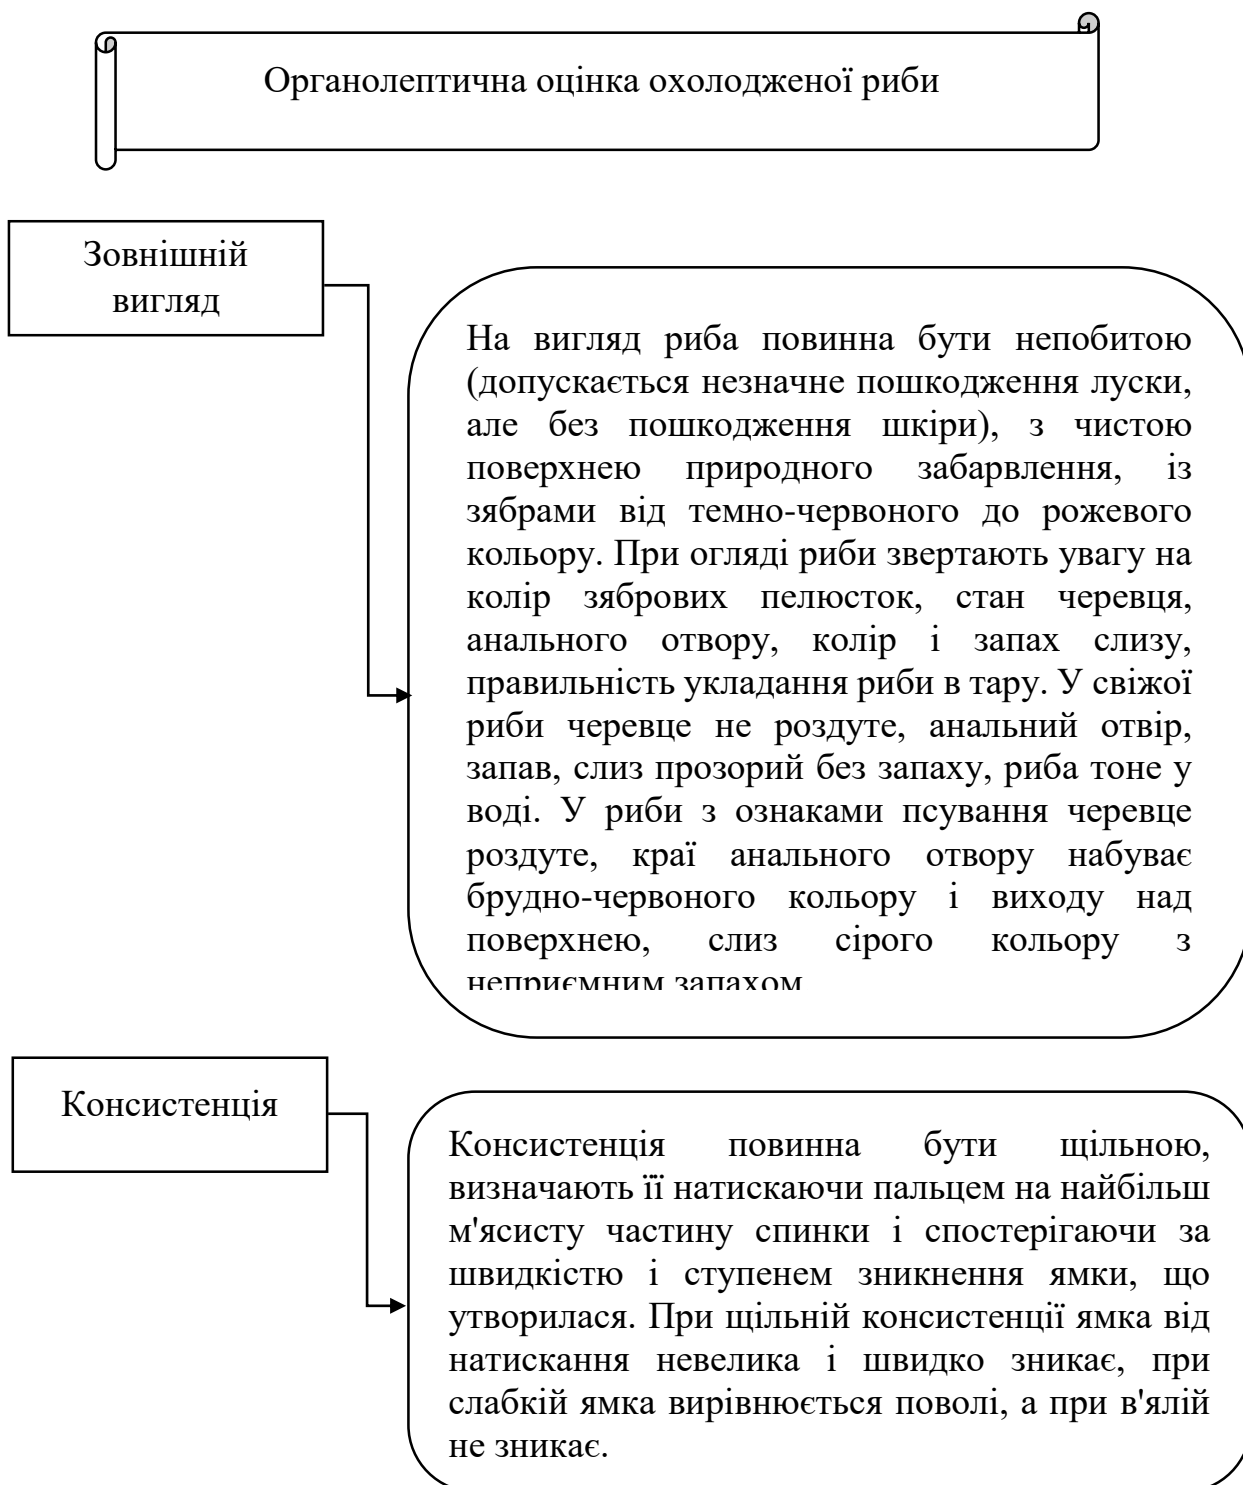 Органолептична оцінка охолодженої риби
Зовнішній
вигляд
На вигляд риба повинна бути непобитою
(допускається незначне пошкодження луски,
але без пошкодження шкіри), з чистою
поверхнею природного забарвлення, із
зябрами від темно-червоного до рожевого
кольору. При огляді риби звертають увагу на
колір зябрових пелюсток, стан черевця,
анального отвору, колір і запах слизу,
правильність укладання риби в тару. У свіжої
риби черевце не роздуте, анальний отвір,
запав, слиз прозорий без запаху, риба тоне у
воді. У риби з ознаками псування черевце
роздуте, краї анального отвору набуває
брудно-червоного кольору і виходу над
поверхнею, слиз сірого кольору з
неприємним запахом
Консистенція
Консистенція повинна бути щільною,
визначають її натискаючи пальцем на найбільш
м'ясисту частину спинки і спостерігаючи за
швидкістю і ступенем зникнення ямки, що
утворилася. При щільній консистенції ямка від
натискання невелика і швидко зникає, при
слабкій ямка вирівнюється поволі, а при в'ялій
не зникає.